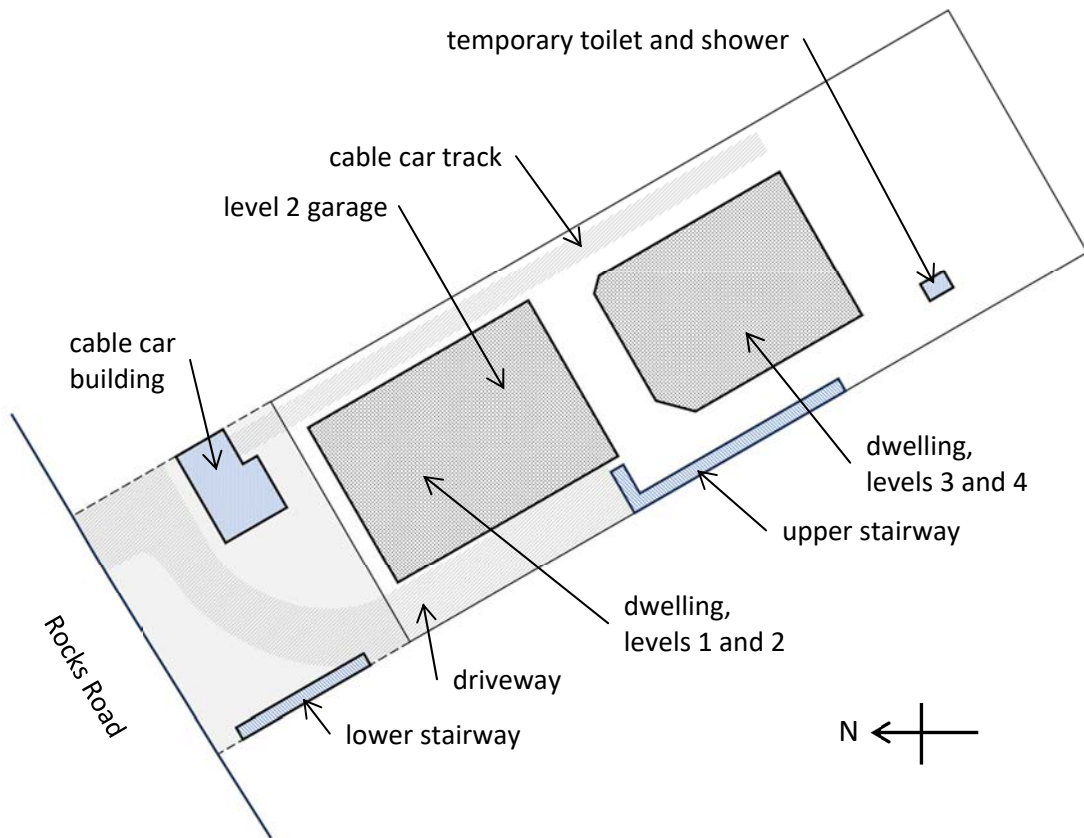 temporary toilet and shower
cable car track
level 2 garage
cable car
building
dwelling,
levels 3 and 4
upper stairway
dwelling,
levels 1 and 2
driveway
lower stairway
Rocks Road
N